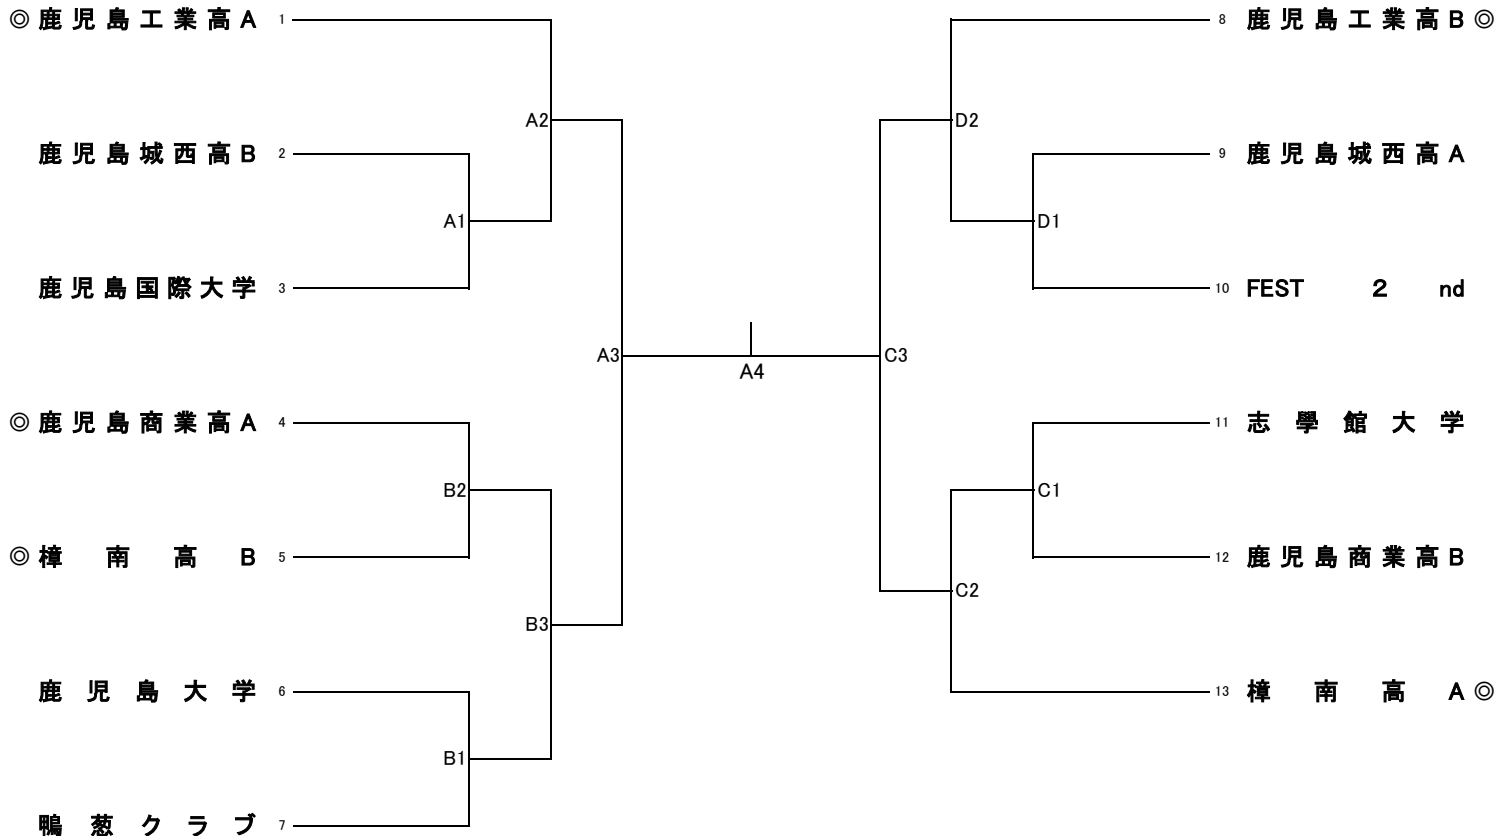 ◎ 鹿児島工業高A 1
A2
鹿児島城西高B 2
A1
鹿児島国際大学 3
A3
◎ 鹿児島商業高A 4
B2
◎ 樟南高B 5
B3
鹿児島大学 6
B1
鴨葱クラブ 7
A4
8 鹿児島工業高B ◎
D2
9 鹿児島城西高A
D1
10 FEST 2 nd
C3
11 志學館大学
C1
12 鹿児島商業高B
C2
13 樟南高A ◎